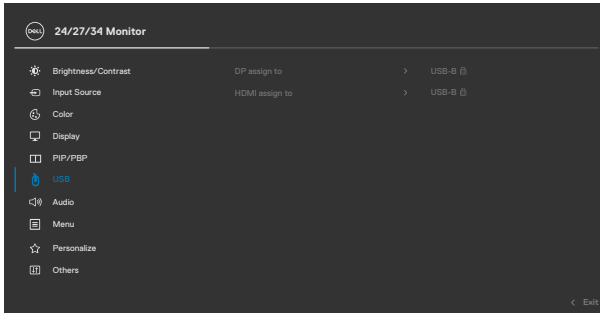 DELL 24/27/34 Monitor
Brightness/Contrast DP assign to > USB-B
Input Source HDMI assign to > USB-B
Color
Display
PIP/PBP
USB
Audio
Menu
Personalize
Others
< Exit